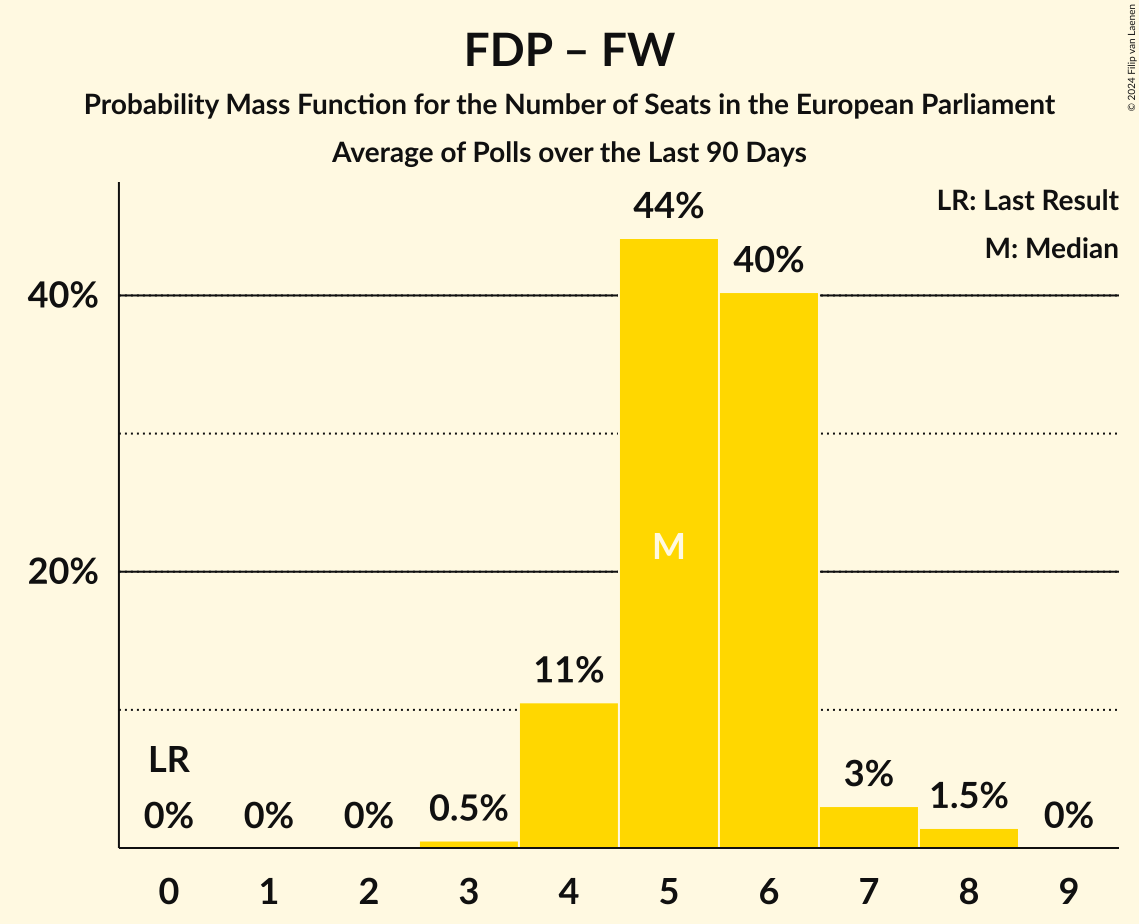 FDP – FW
Probability Mass Function for the Number of Seats in the European Parliament
Average of Polls over the Last 90 Days
© 2024 Filip van Laenen
LR: Last Result
M: Median
44%
40%
40%
M
20%
11%
LR
3%
0% 0% 0% 0.5% 1.5% 0%
0 1 2 3 4 5 6 7 8 9